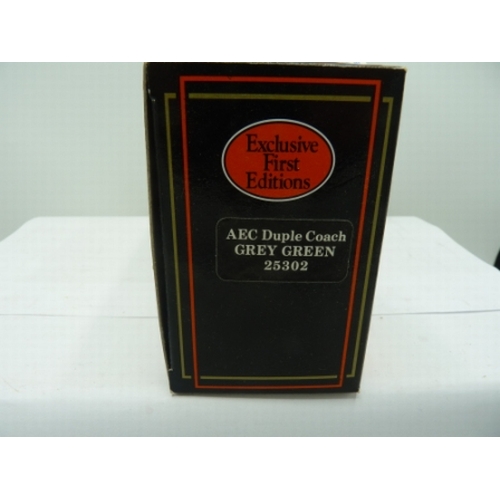 Exclusive
First
Editions
AEC Duple Coach
GREY GREEN
25302